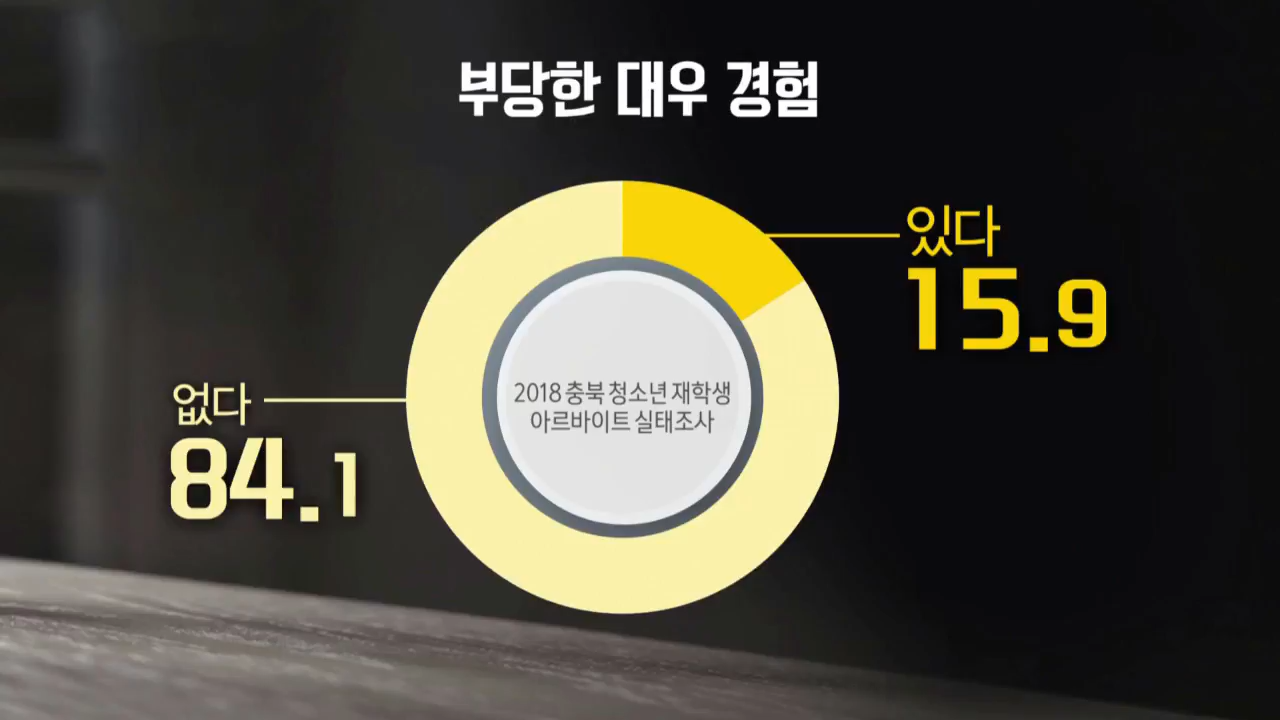 부당한 대우 경험
있다
15.9
2018 충북 청소년 재학생
아르바이트 실태조사
없다
84.1